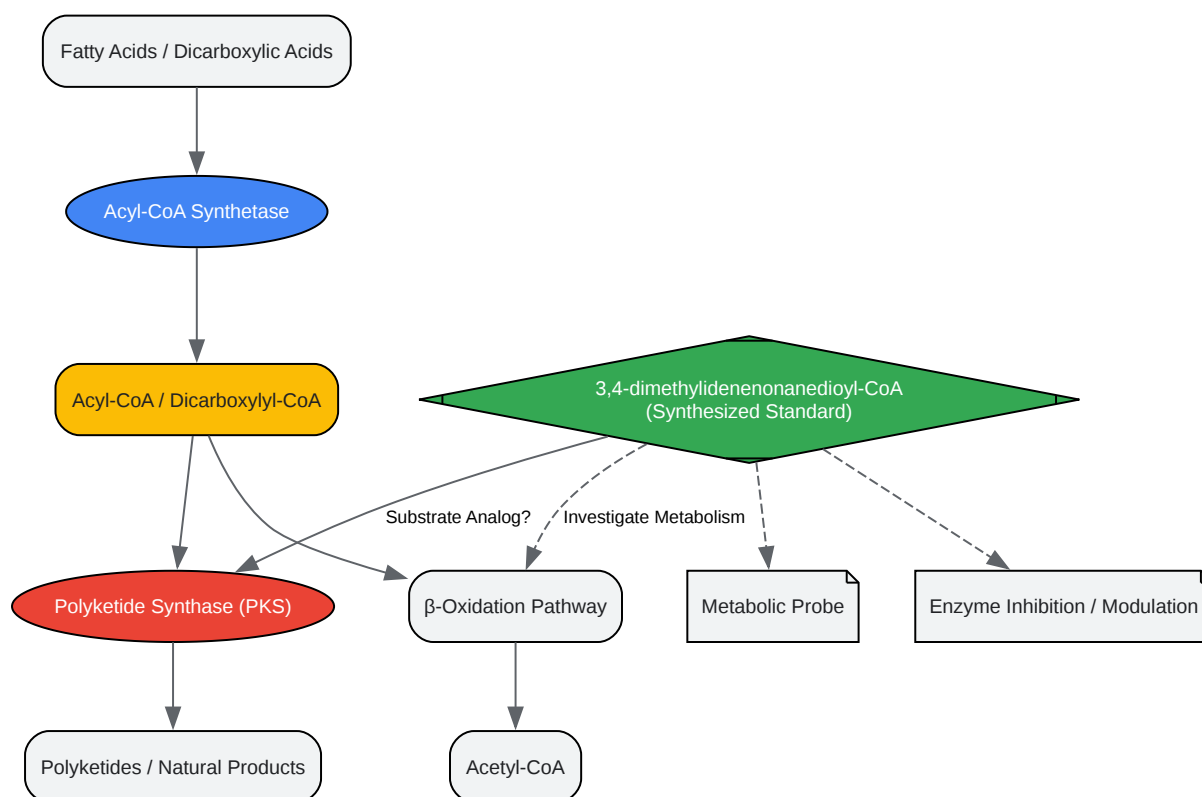 Fatty Acids / Dicarboxylic Acids
Acyl-CoA Synthetase
Acyl-CoA / Dicarboxylyl-CoA
3,4-dimethylidenenonanedioyl-CoA
(Synthesized Standard)
Substrate Analog?
Investigate Metabolism
Polyketide Synthase (PKS)
β-Oxidation Pathway
Metabolic Probe
Enzyme Inhibition / Modulation
Polyketides / Natural Products
Acetyl-CoA